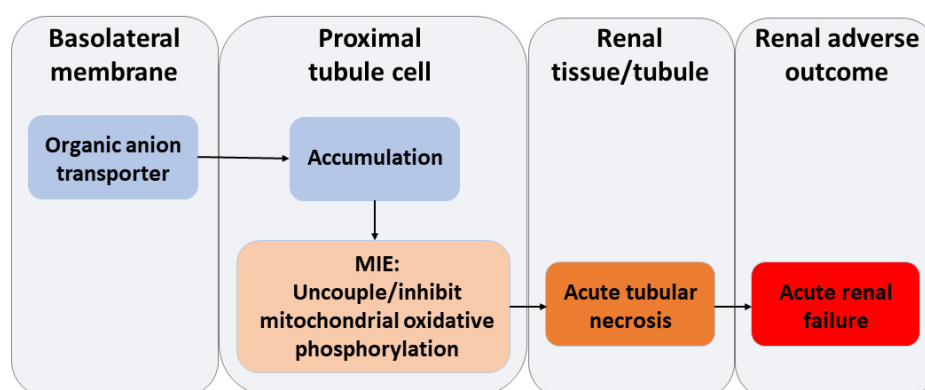 Basolateral
membrane
Proximal
tubule cell
Renal
tissue/tubule
Renal adverse
outcome
Organic anion
transporter
Accumulation
MIE:
Uncouple/inhibit
mitochondrial oxidative
phosphorylation
Acute tubular
necrosis
Acute renal
failure